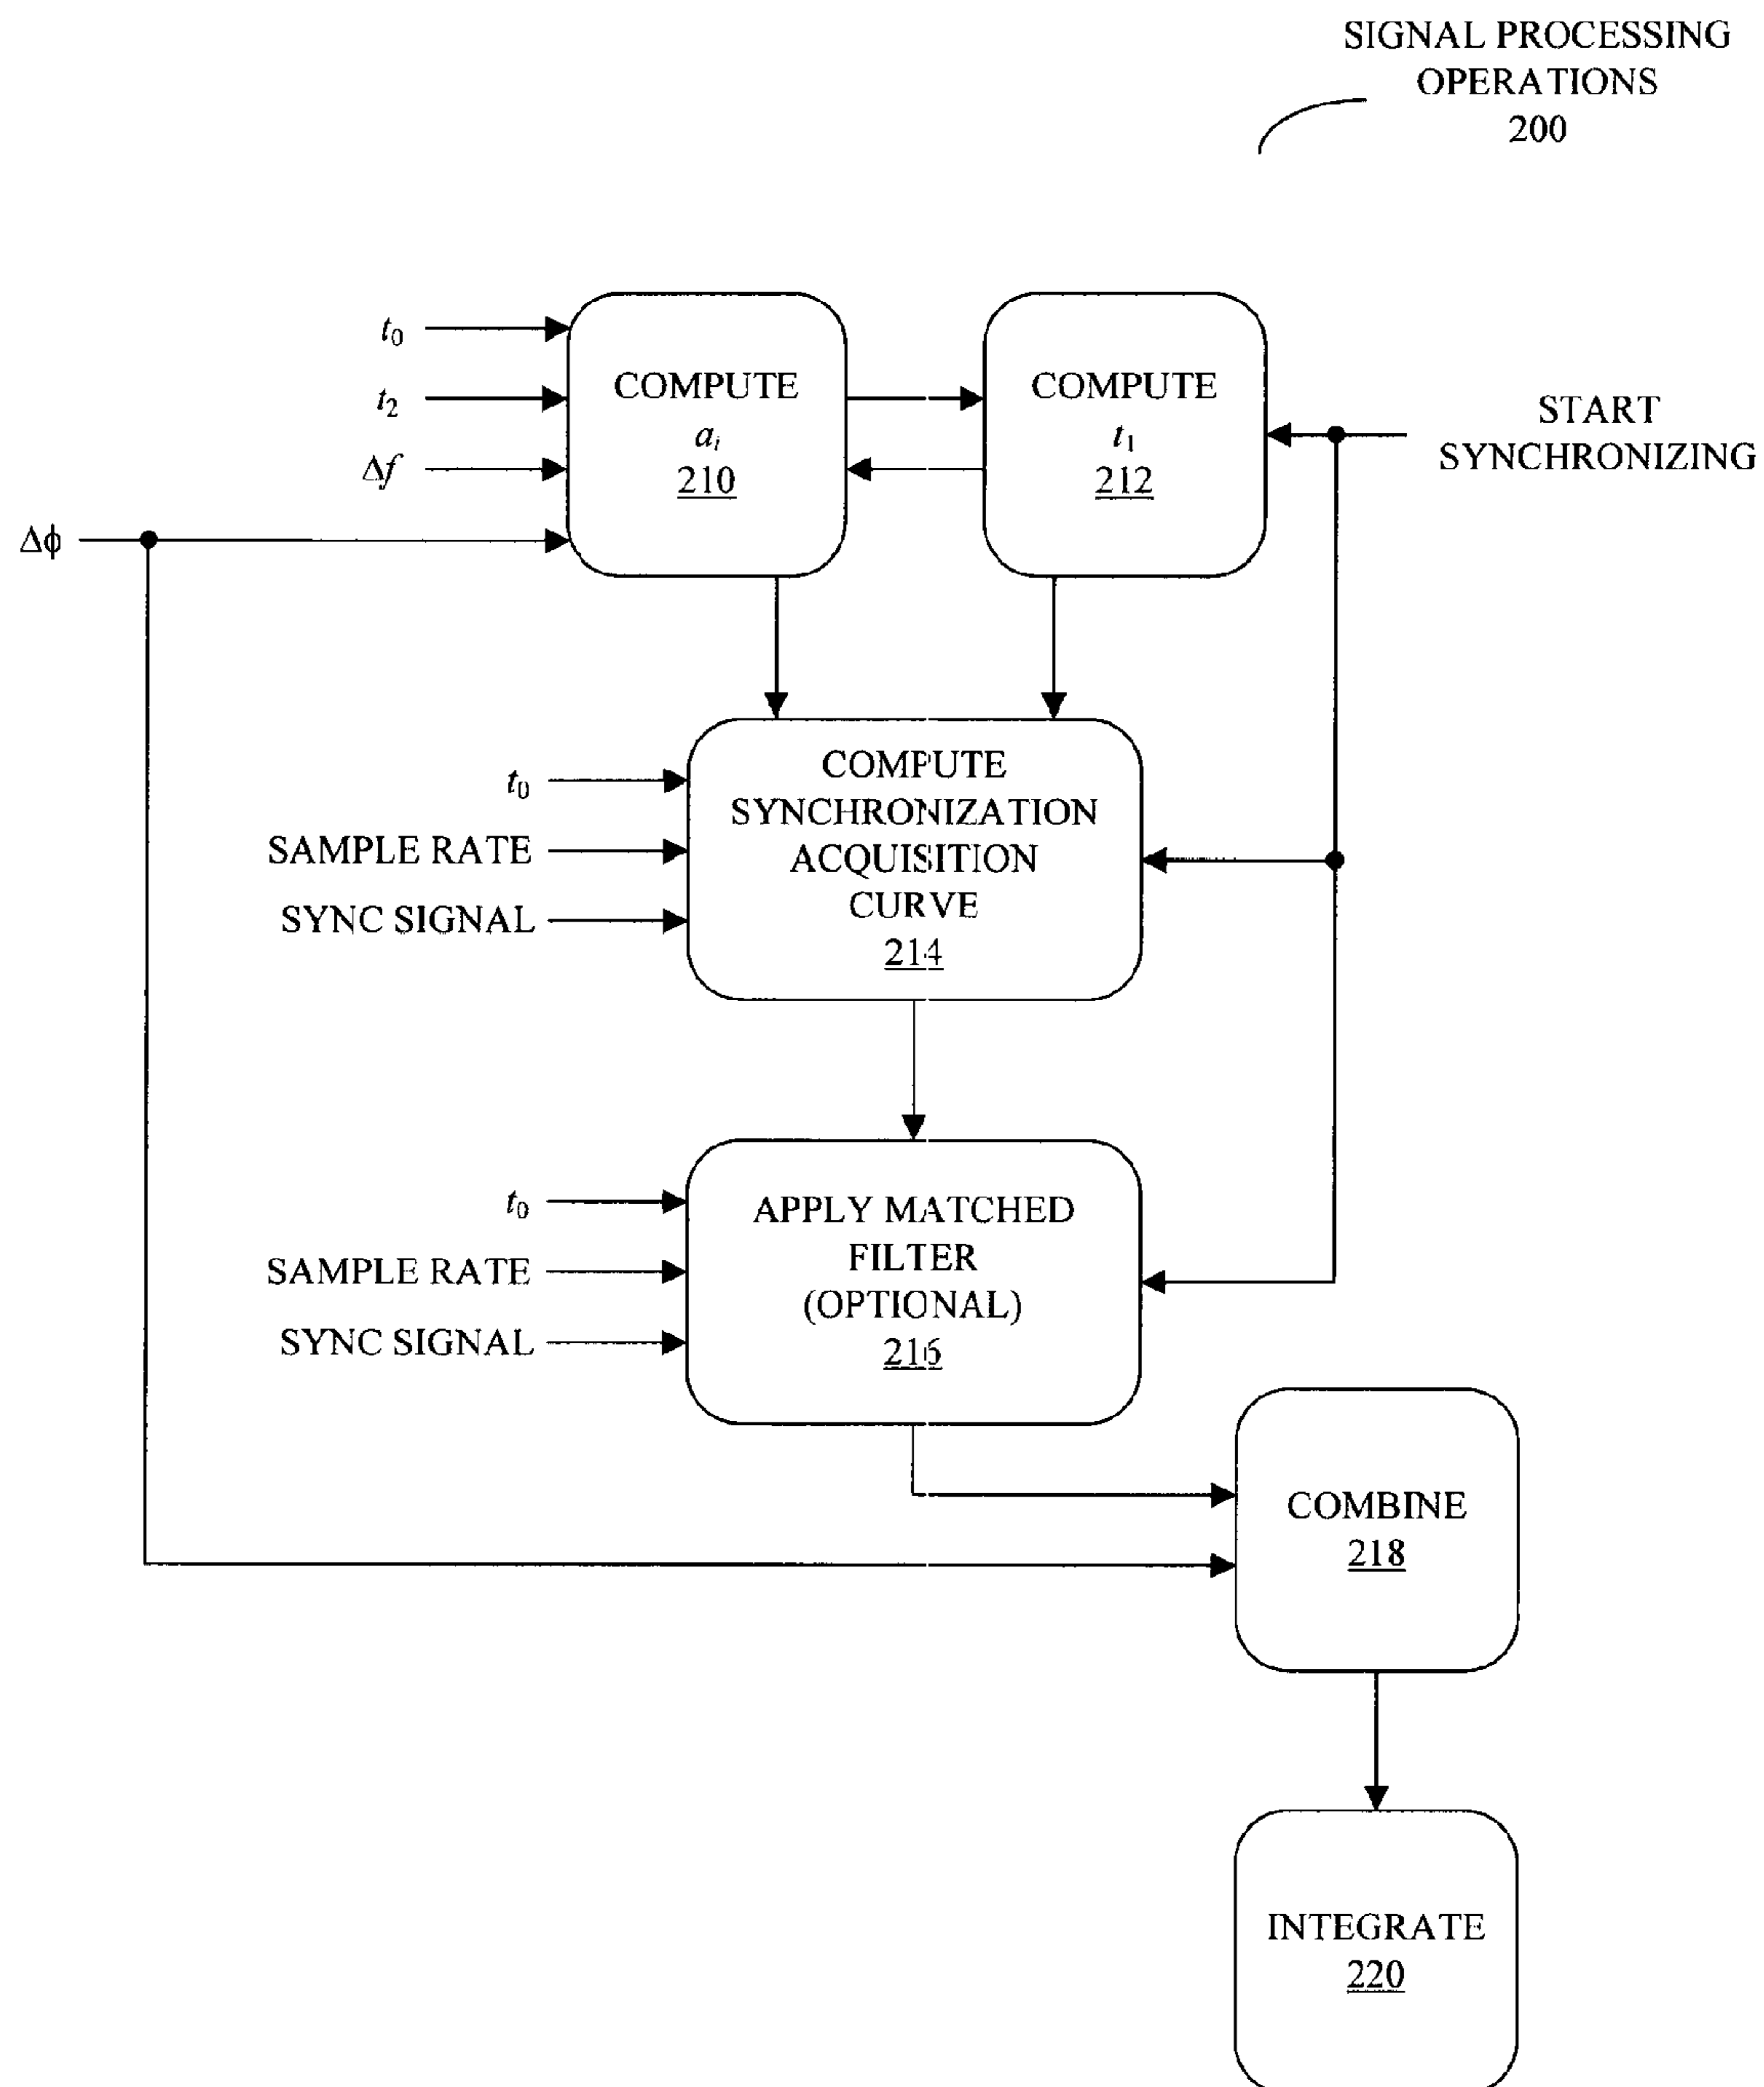 SIGNAL PROCESSING
OPERATIONS
200
t₀
t₂
Δf
Δϕ
COMPUTE
aᵢ
210
COMPUTE
t₁
212
START
SYNCHRONIZING
t₀
SAMPLE RATE
SYNC SIGNAL
COMPUTE
SYNCHRONIZATION
ACQUISITION
CURVE
214
t₀
SAMPLE RATE
SYNC SIGNAL
APPLY MATCHED
FILTER
(OPTIONAL)
216
COMBINE
218
INTEGRATE
220